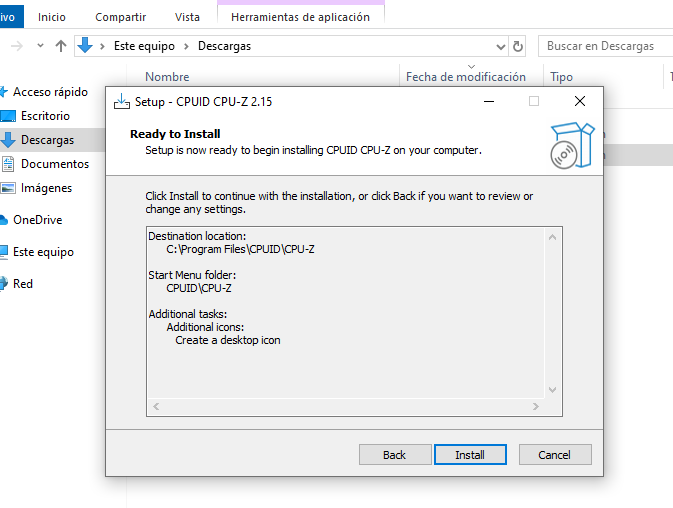 ivo Inicio Compartir Vista Herramientas de aplicación
Este equipo Descargas
Buscar en Descargas
Nombre Fecha de modificación Tipo
Acceso rápido
Escritorio
Descargas
Documentos
Imágenes
OneDrive
Este equipo
Red
Setup - CPUID CPU-Z 2.15
Ready to Install
Setup is now ready to begin installing CPUID CPU-Z on your computer.
Click Install to continue with the installation, or click Back if you want to review or
change any settings.
Destination location:
C:\Program Files\CPUID\CPU-Z
Start Menu folder:
CPUID\CPU-Z
Additional tasks:
Additional icons:
Create a desktop icon
Back Install Cancel